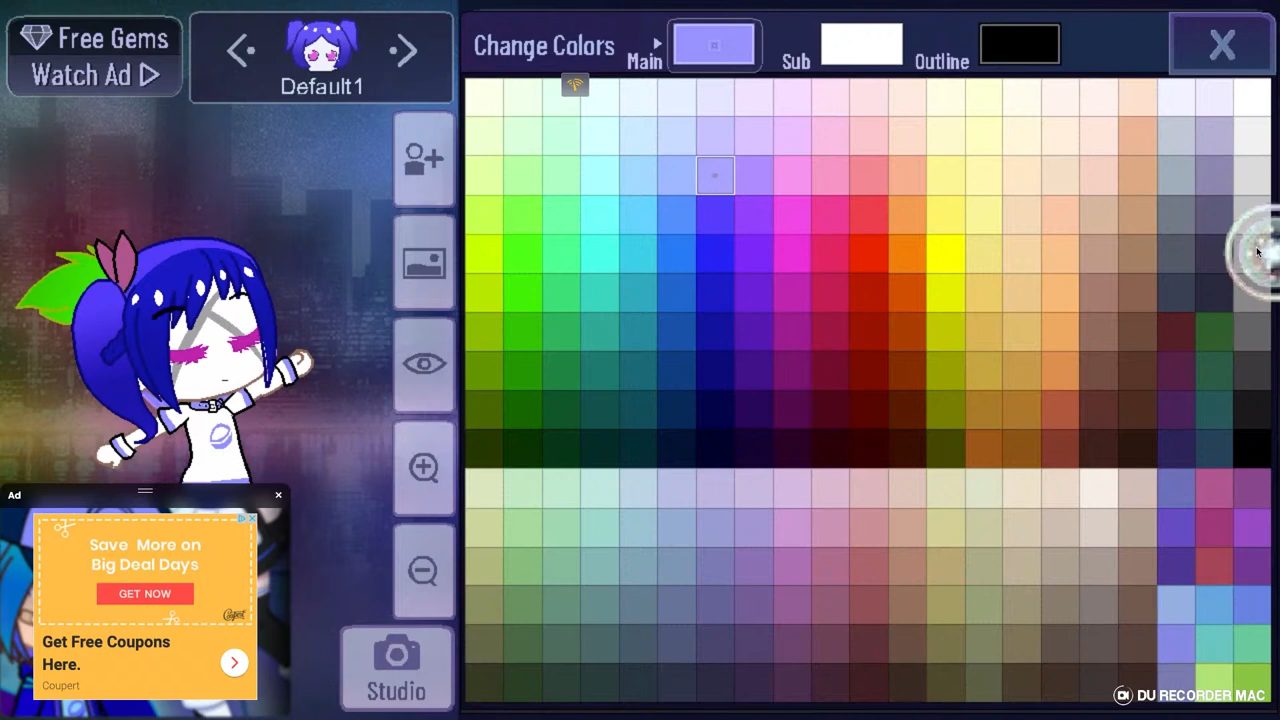 Free Gems
Watch Ad
Default1
Change Colors
Main
Sub
Outline
X
Studio
Ad
Save More on
Big Deal Days
GET NOW
Coupert
Get Free Coupons
Here.
Coupert
DU RECORDER MAC